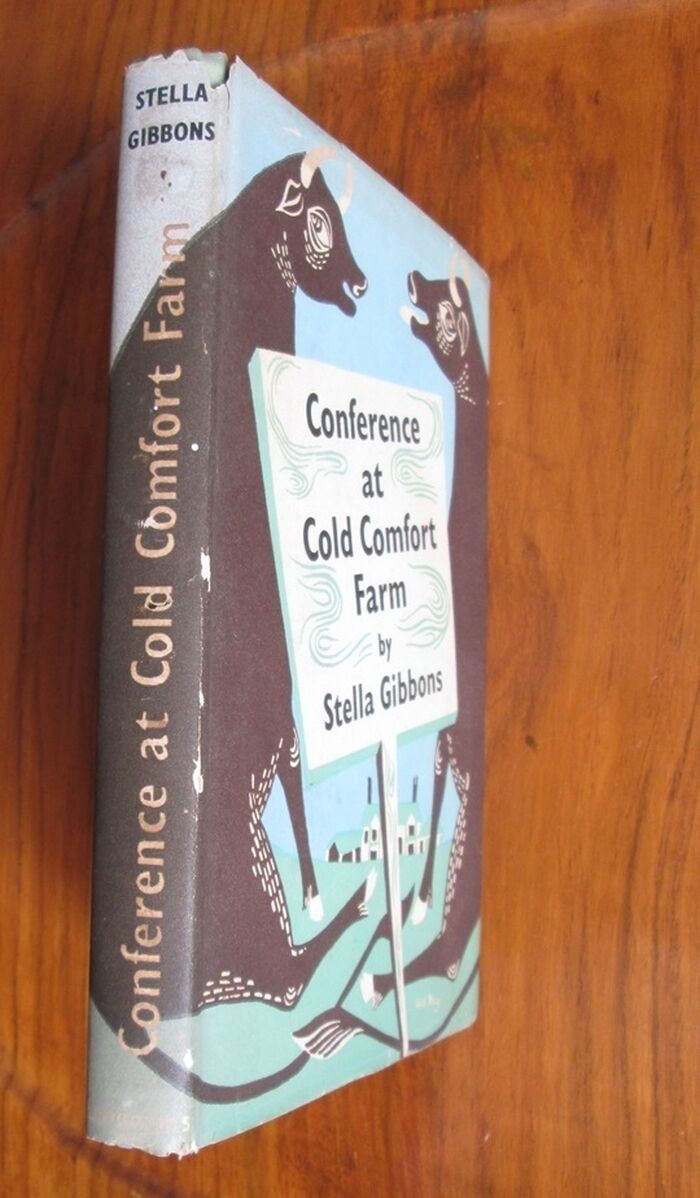 STELLA
GIBBONS
Conference at Cold Comfort Farm
Conference
at
Cold Comfort
Farm
by
Stella Gibbons